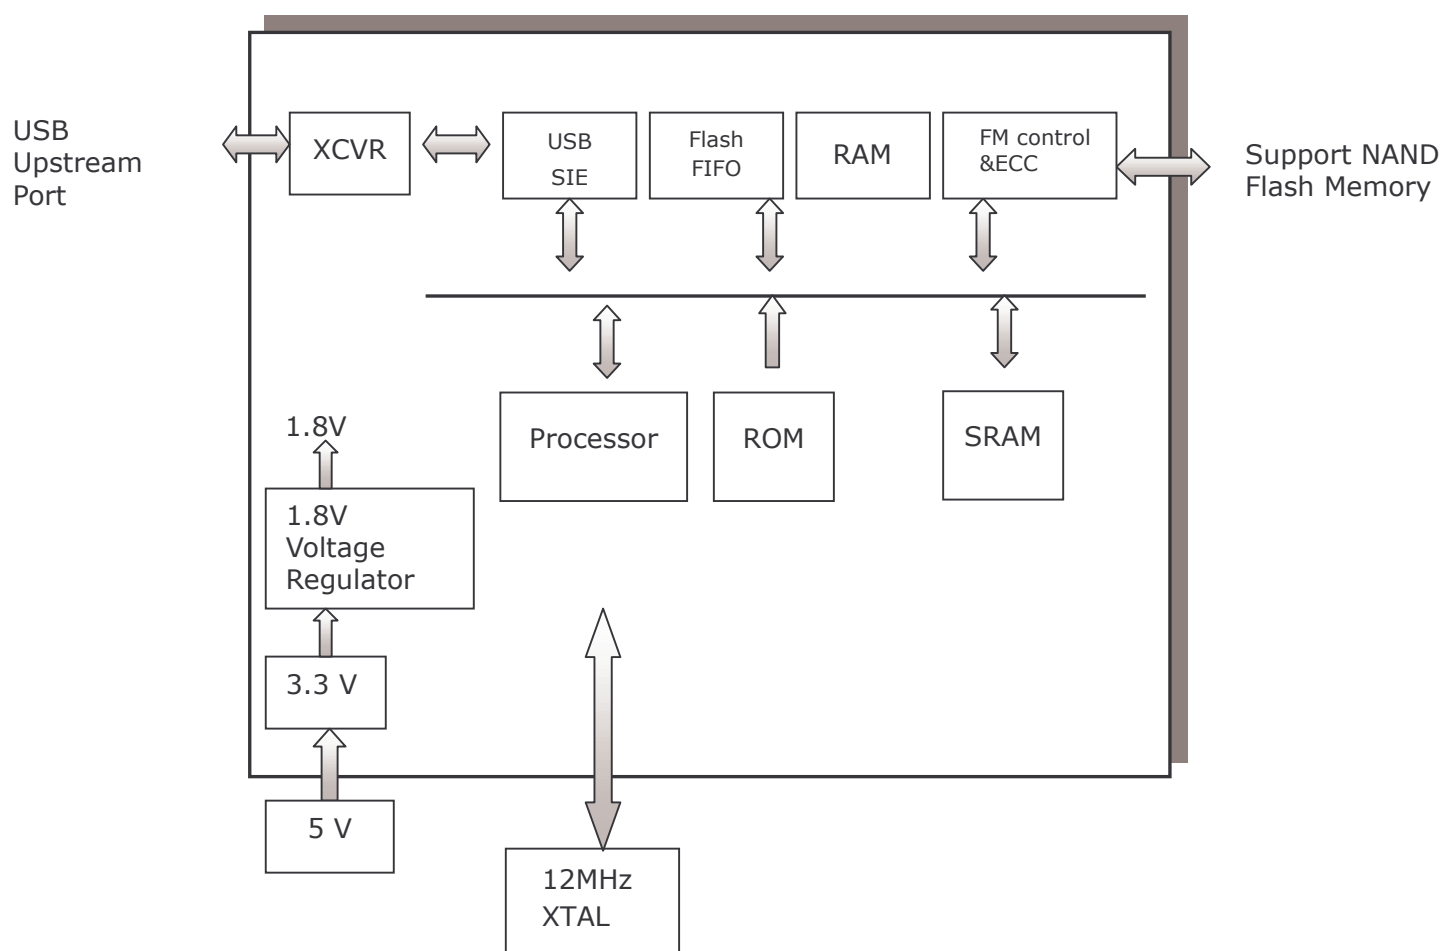 USB
Upstream
Port
XCVR
USB
SIE
Flash
FIFO
RAM
FM control
&ECC
Support NAND
Flash Memory
Processor
ROM
SRAM
1.8V
1.8V
Voltage
Regulator
3.3 V
5 V
12MHz
XTAL